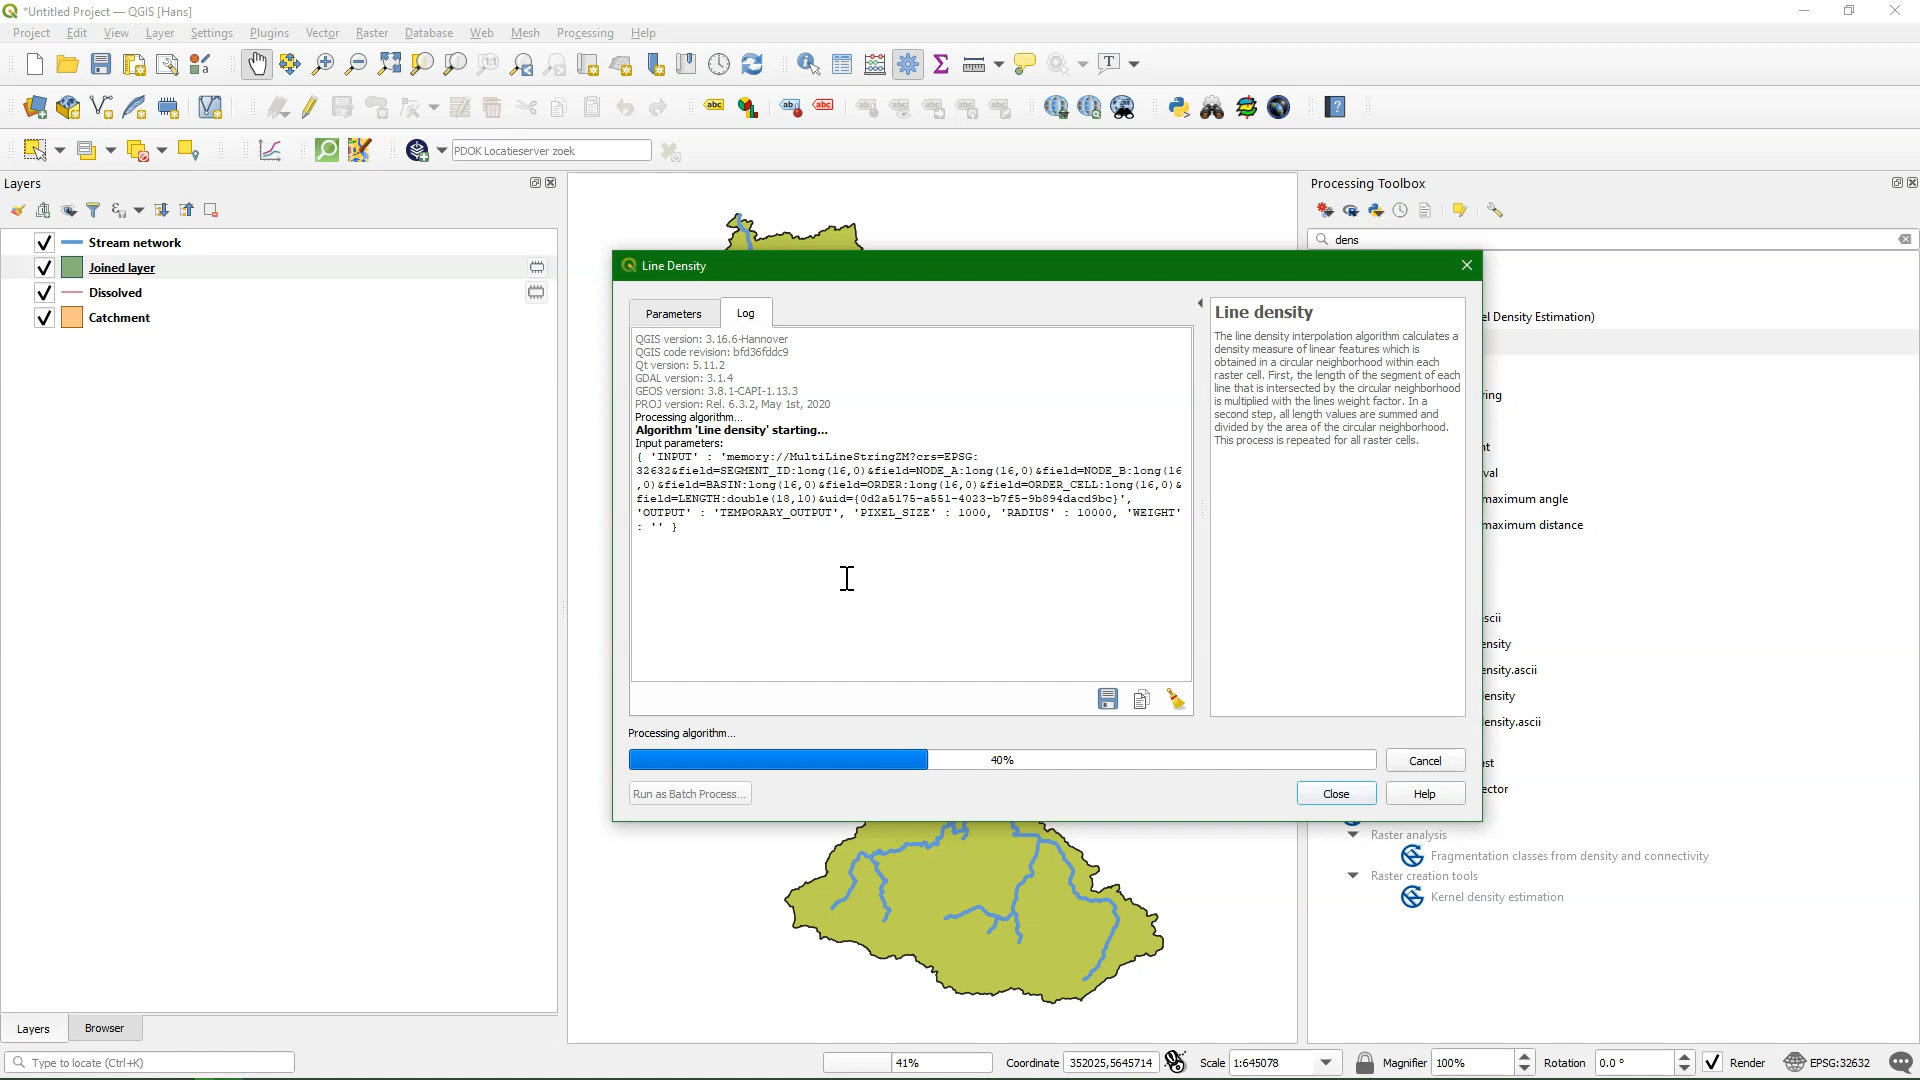 *Untitled Project — QGIS [Hans]
Project Edit View Layer Settings Plugins Vector Raster Database Web Mesh Processing Help
PDOK Locatieserver zoek
Layers
Stream network
Joined layer
Dissolved
Catchment
Layers Browser
Line Density
Parameters Log
QGIS version: 3.16.6-Hannover
QGIS code revision: bfd36fddc9
Qt version: 5.11.2
GDAL version: 3.1.4
GEOS version: 3.8.1-CAPI-1.13.3
PROJ version: Rel. 6.3.2, May 1st, 2020
Processing algorithm...
Algorithm 'Line density' starting...
Input parameters:
{ 'INPUT' : 'memory://MultiLineStringZM?crs=EPSG:
32632&field=SEGMENT_ID:long(16,0)&field=NODE_A:long(16,0)&field=NODE_B:long(16
,0)&field=BASIN:long(16,0)&field=ORDER:long(16,0)&field=ORDER_CELL:long(16,0)&
field=LENGTH:double(18,10)&uid={0d2a5175-a551-4023-b7f5-9b894dacd9bc}',
'OUTPUT' : 'TEMPORARY_OUTPUT', 'PIXEL_SIZE' : 1000, 'RADIUS' : 10000, 'WEIGHT'
: '' }
Line density
The line density interpolation algorithm calculates a
density measure of linear features which is
obtained in a circular neighborhood within each
raster cell. First, the length of the segment of each
line that is intersected by the circular neighborhood
is multiplied with the lines weight factor. In a
second step, all length values are summed and
divided by the area of the circular neighborhood.
This process is repeated for all raster cells.
Processing algorithm...
40%
Cancel
Run as Batch Process...
Close
Help
Processing Toolbox
dens
el Density Estimation)
ring
nt
val
maximum angle
maximum distance
scii
ensity
ensity.ascii
ensity
ensity.ascii
st
ector
Raster analysis
Fragmentation classes from density and connectivity
Raster creation tools
Kernel density estimation
Type to locate (Ctrl+K) 41% Coordinate 352025,5645714 Scale 1:645078 Magnifier 100% Rotation 0.0 ° Render EPSG:32632